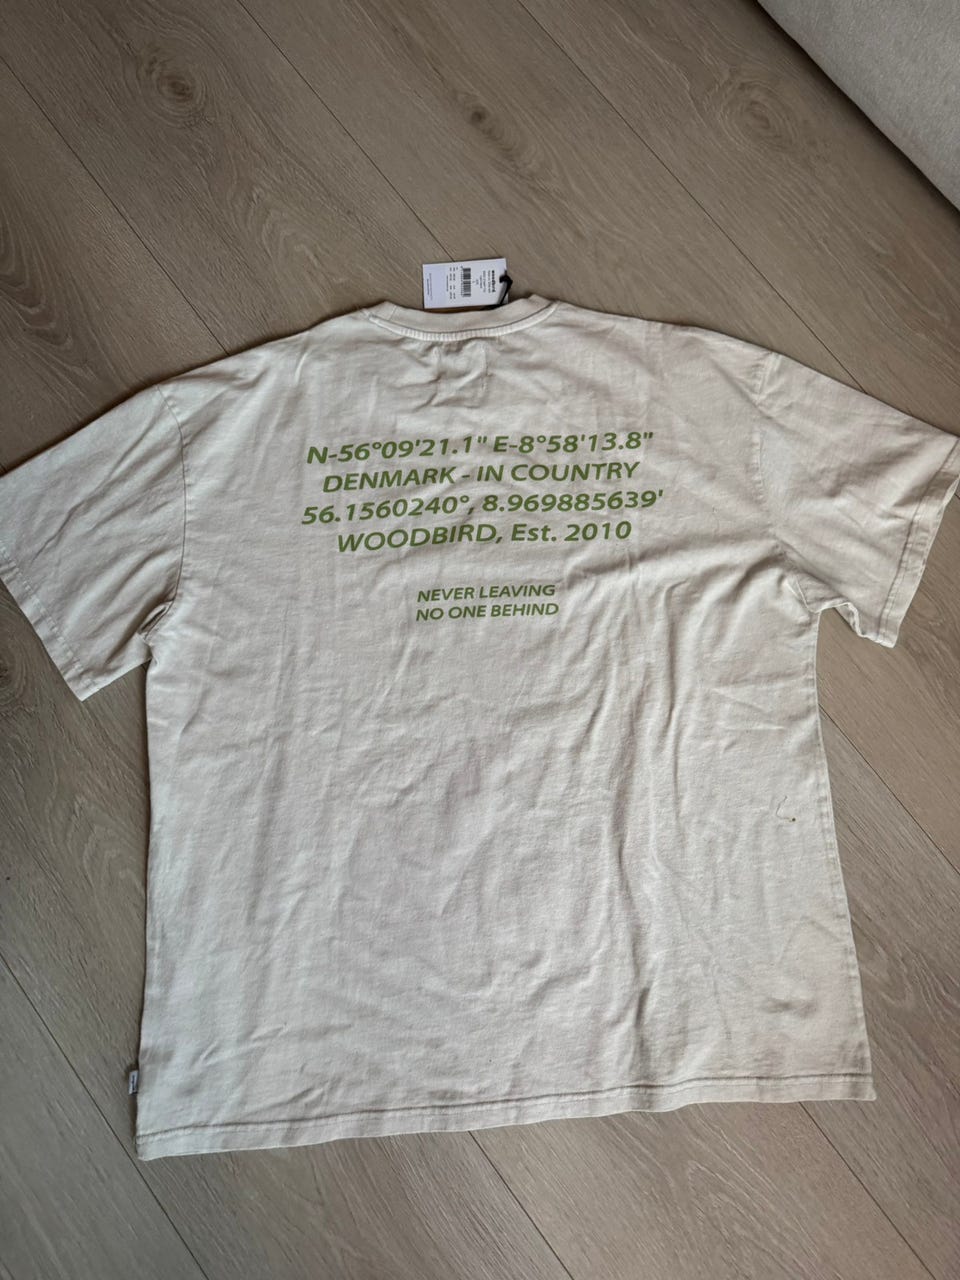 woodbird
N-56°09'21.1" E-8°58'13.8"
DENMARK - IN COUNTRY
56.1560240°, 8.969885639'
WOODBIRD, Est. 2010
NEVER LEAVING
NO ONE BEHIND